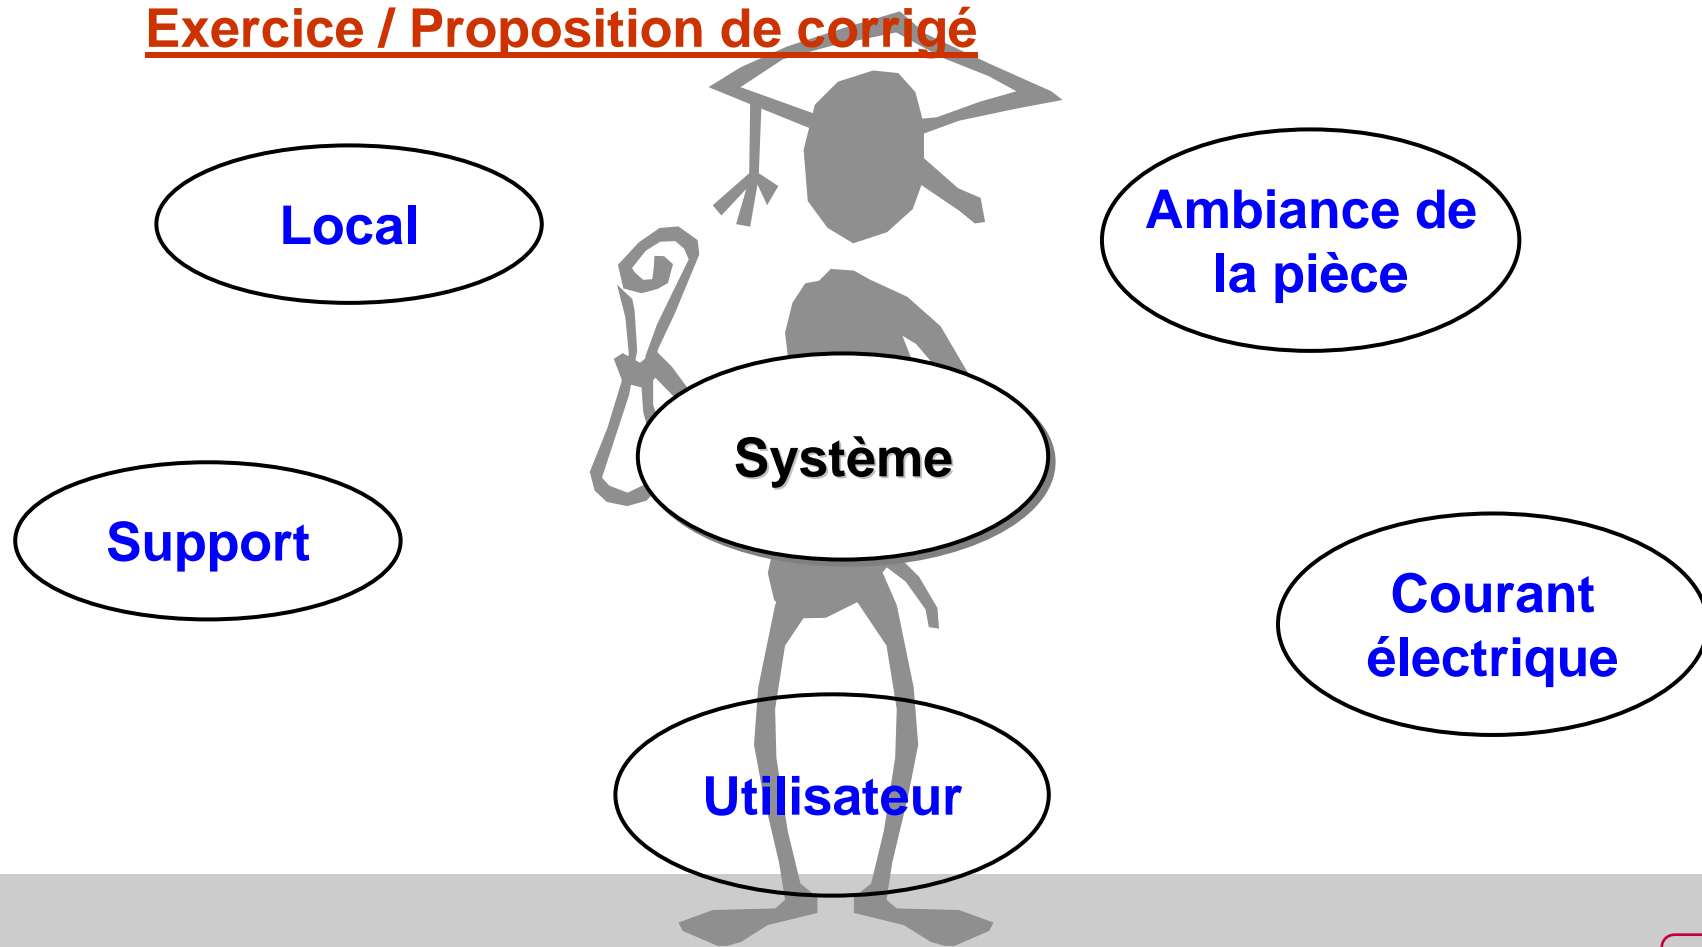 Exercice / Proposition de corrigé
Local
Ambiance de
la pièce
Système
Support
Courant
électrique
Utilisateur